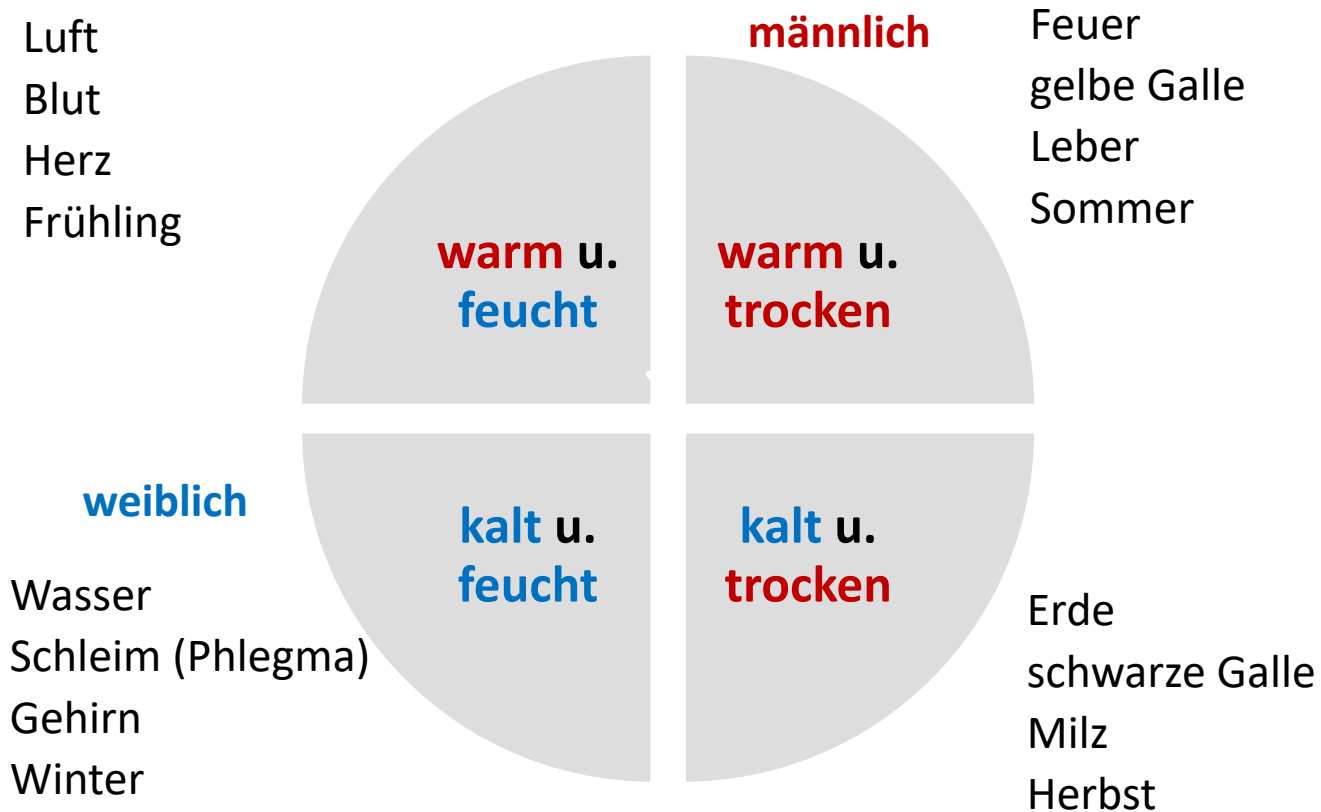 Luft
Blut
Herz
Frühling
männlich
Feuer
gelbe Galle
Leber
Sommer
warm u.
feucht
warm u.
trocken
weiblich
kalt u.
feucht
kalt u.
trocken
Wasser
Schleim (Phlegma)
Gehirn
Winter
Erde
schwarze Galle
Milz
Herbst